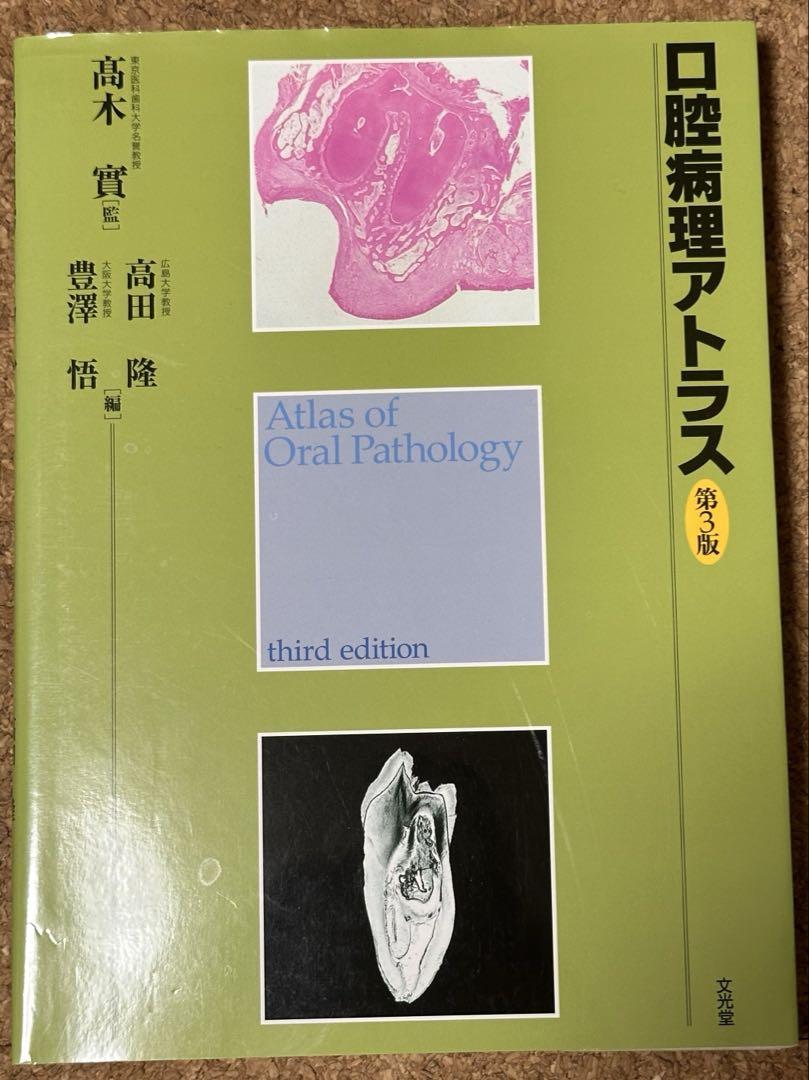 口腔病理アトラス
第3版
文光堂
Atlas of
Oral Pathology
third edition
東京医科歯科大学名誉教授
髙木 實[監]
広島大学教授
高田 隆
大阪大学教授
豊澤 悟
[編]